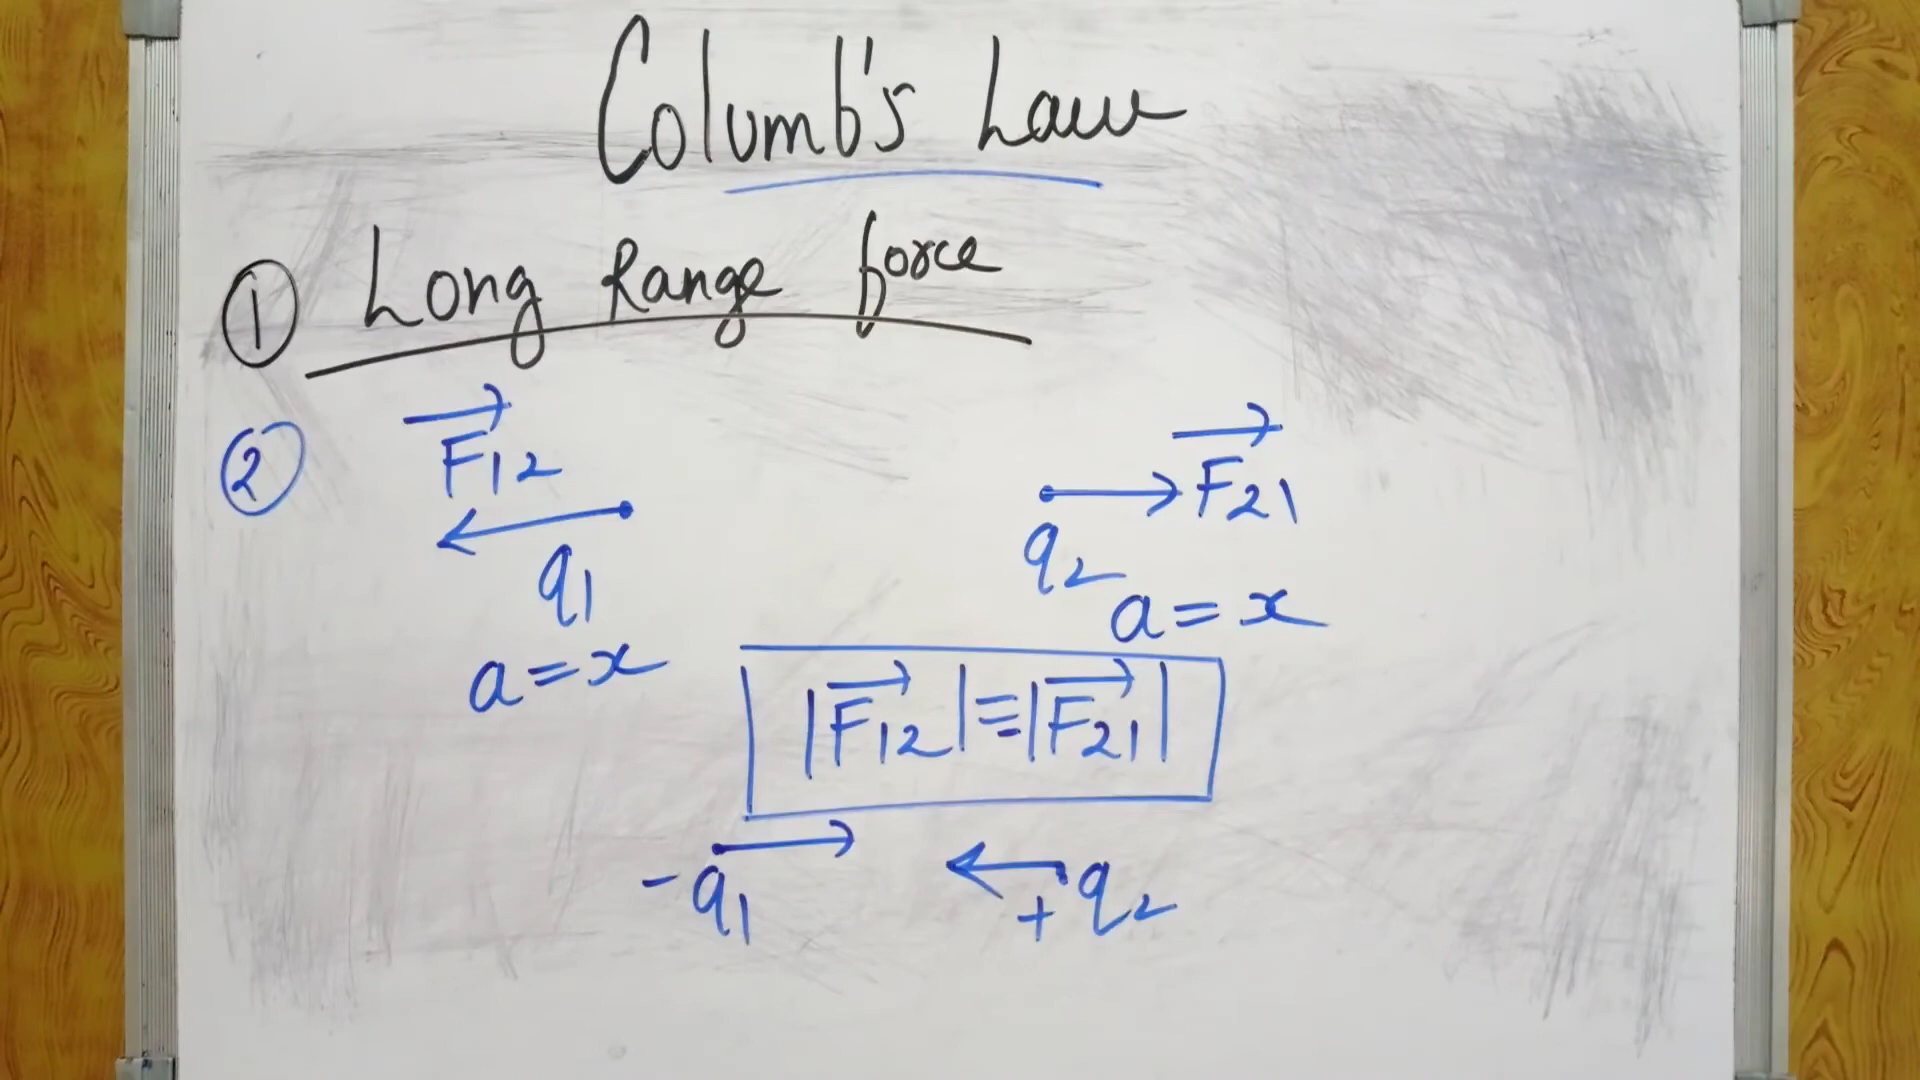 Columb's Law
① Long Range force
② F₁₂ F₂₁
q₁ q₂
a = x a = x
|F₁₂| = |F₂₁|
-q₁ +q₂